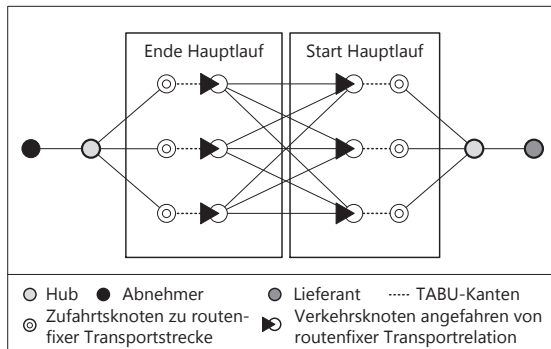 Ende Hauptlauf
Start Hauptlauf
Hub
Abnehmer
Lieferant
TABU-Kanten
Zufahrtsknoten zu routen-
fixer Transportstrecke
Verkehrsknoten angefahren von
routenfixer Transportrelation